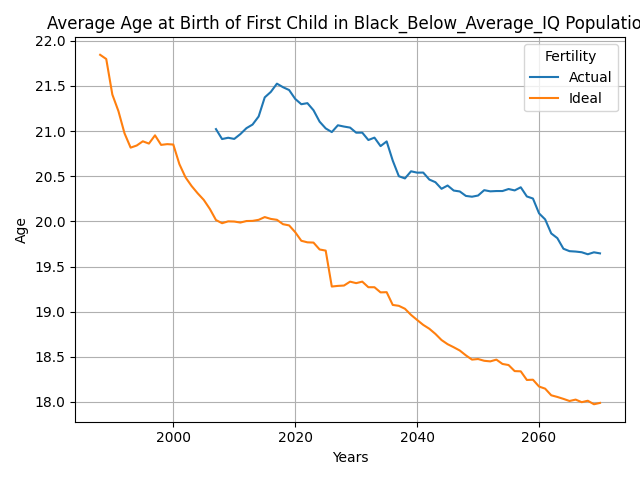 Average Age at Birth of First Child in Black_Below_Average_IQ Populatio
22.0
21.5
21.0
20.5
20.0
19.5
19.0
18.5
18.0
Age
Fertility
Actual
Ideal
2000 2020 2040 2060
Years